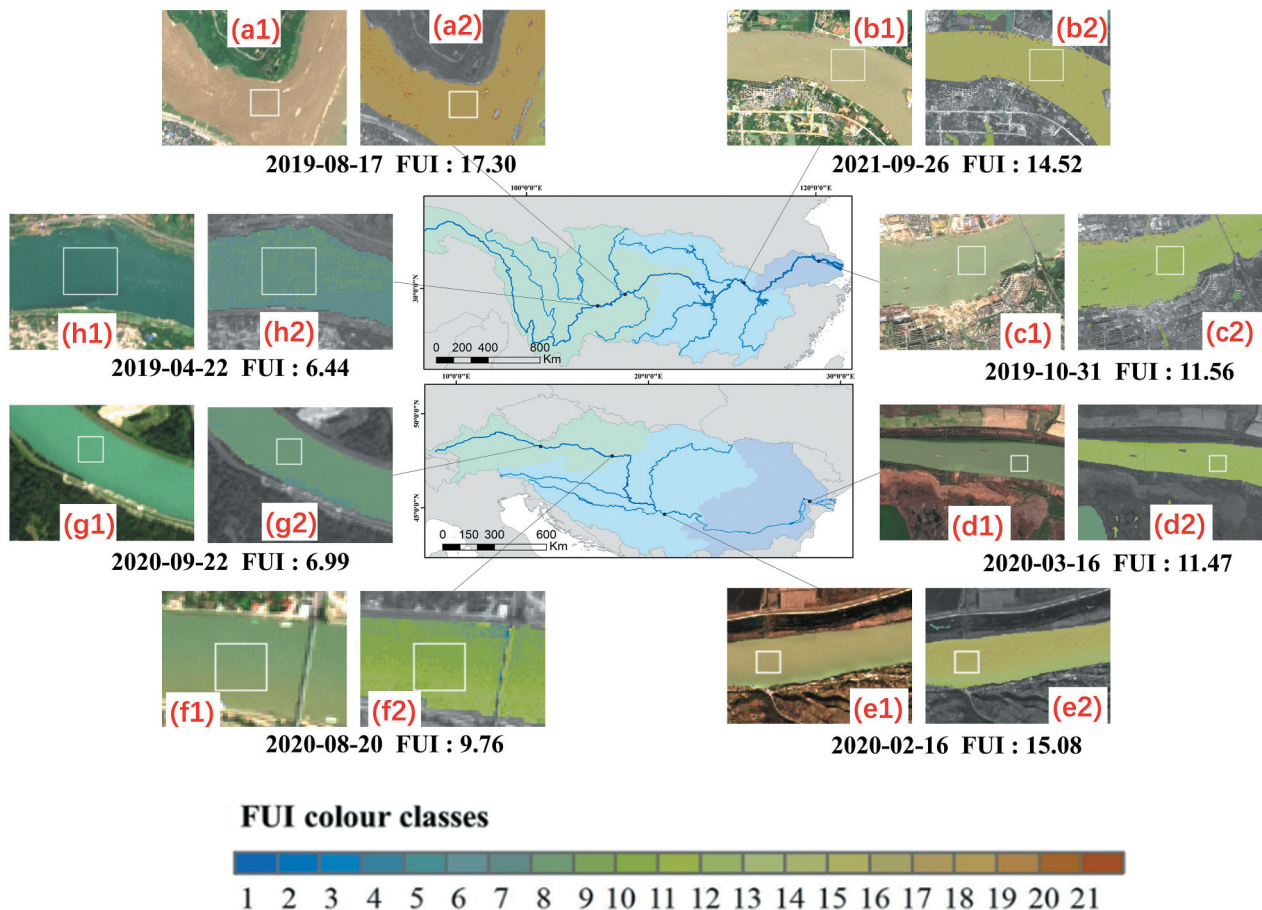 (a1)
(a2)
(b1)
(b2)
2019-08-17 FUI : 17.30
2021-09-26 FUI : 14.52
100°0'0"E
120°0'0"E
30°0'0"N
(h1)
(h2)
(c1)
(c2)
0 200 400 800
Km
2019-04-22 FUI : 6.44
2019-10-31 FUI : 11.56
10°0'0"E
20°0'0"E
30°0'0"E
50°0'0"N
45°0'0"N
(g1)
(g2)
(d1)
(d2)
0 150 300 600
Km
2020-09-22 FUI : 6.99
2020-03-16 FUI : 11.47
(f1)
(f2)
(e1)
(e2)
2020-08-20 FUI : 9.76
2020-02-16 FUI : 15.08
FUI colour classes
1 2 3 4 5 6 7 8 9 10 11 12 13 14 15 16 17 18 19 20 21